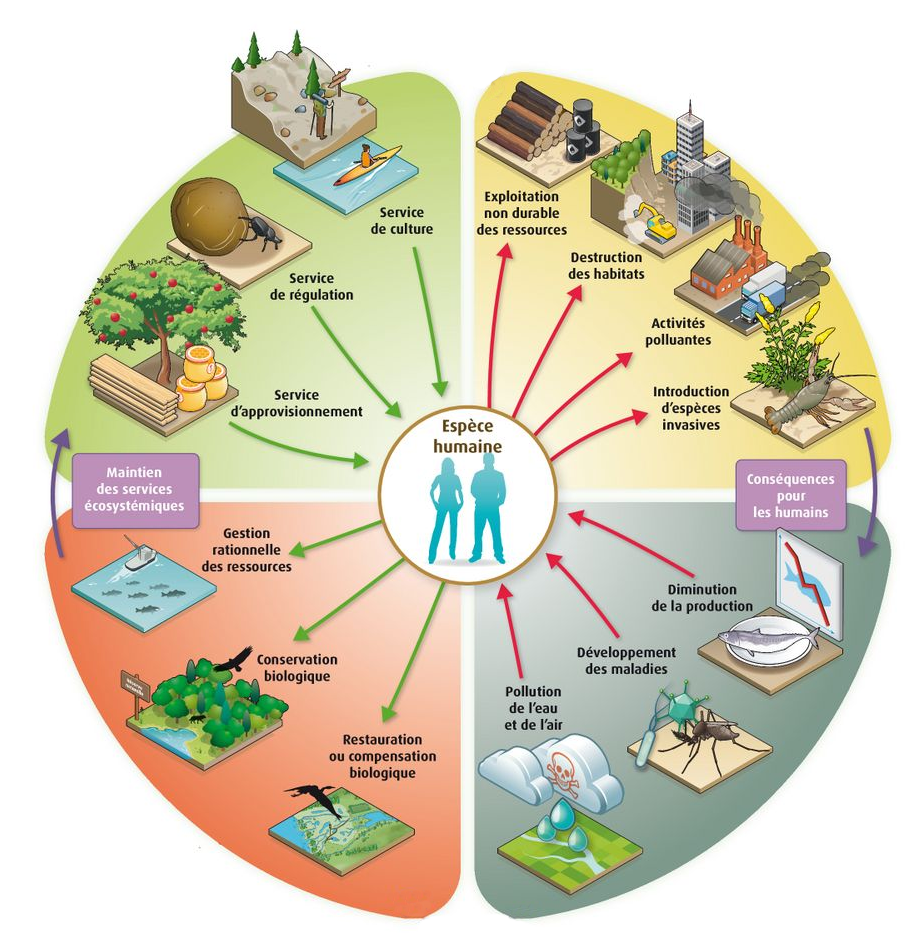 Service
de culture
Service
de régulation
Service
d'approvisionnement
Exploitation
non durable
des ressources
Destruction
des habitats
Activités
polluantes
Introduction
d'espèces
invasives
Espèce
humaine
Maintien
des services
écosystémiques
Conséquences
pour
les humains
Gestion
rationnelle
des ressources
Conservation
biologique
Restauration
ou compensation
biologique
Diminution
de la production
Développement
des maladies
Pollution
de l'eau
et de l'air